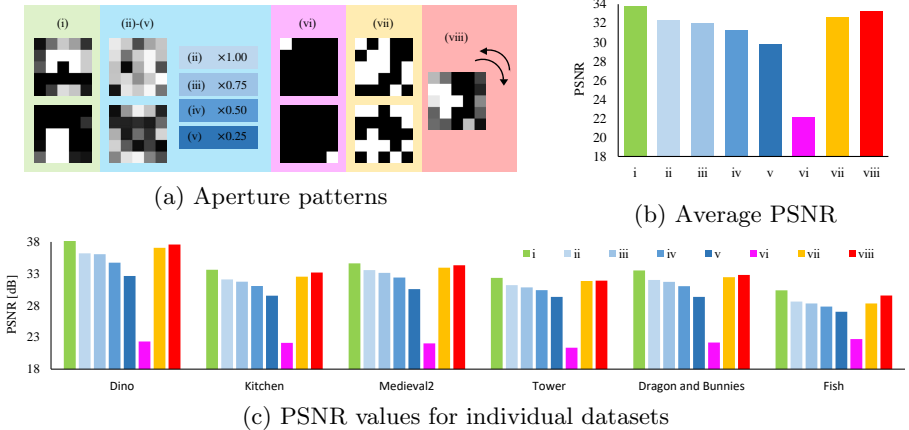 (i) (ii)-(v) (vi) (vii) (viii)
(ii) ×1.00
(iii) ×0.75
(iv) ×0.50
(v) ×0.25
(a) Aperture patterns
PSNR
34
32
30
28
26
24
22
20
18
i ii iii iv v vi vii viii
(b) Average PSNR
PSNR [dB]
38
33
28
23
18
i ii iii iv v vi vii viii
Dino Kitchen Medieval2 Tower Dragon and Bunnies Fish
(c) PSNR values for individual datasets